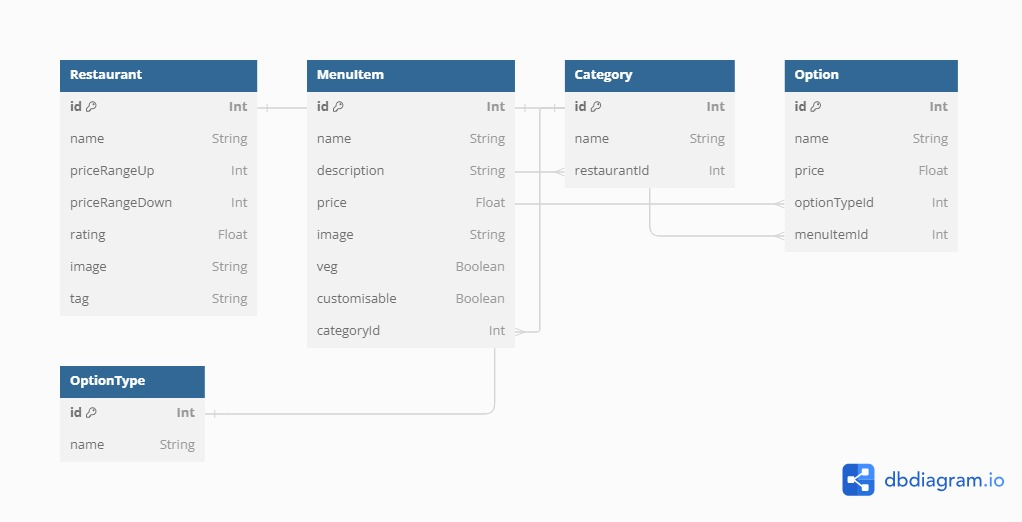 Restaurant
id Int
name String
priceRangeUp Int
priceRangeDown Int
rating Float
image String
tag String
MenuItem
id Int
name String
description String
price Float
image String
veg Boolean
customisable Boolean
categoryId Int
Category
id Int
name String
restaurantId Int
Option
id Int
name String
price Float
optionTypeId Int
menuItemId Int
OptionType
id Int
name String
dbdiagram.io